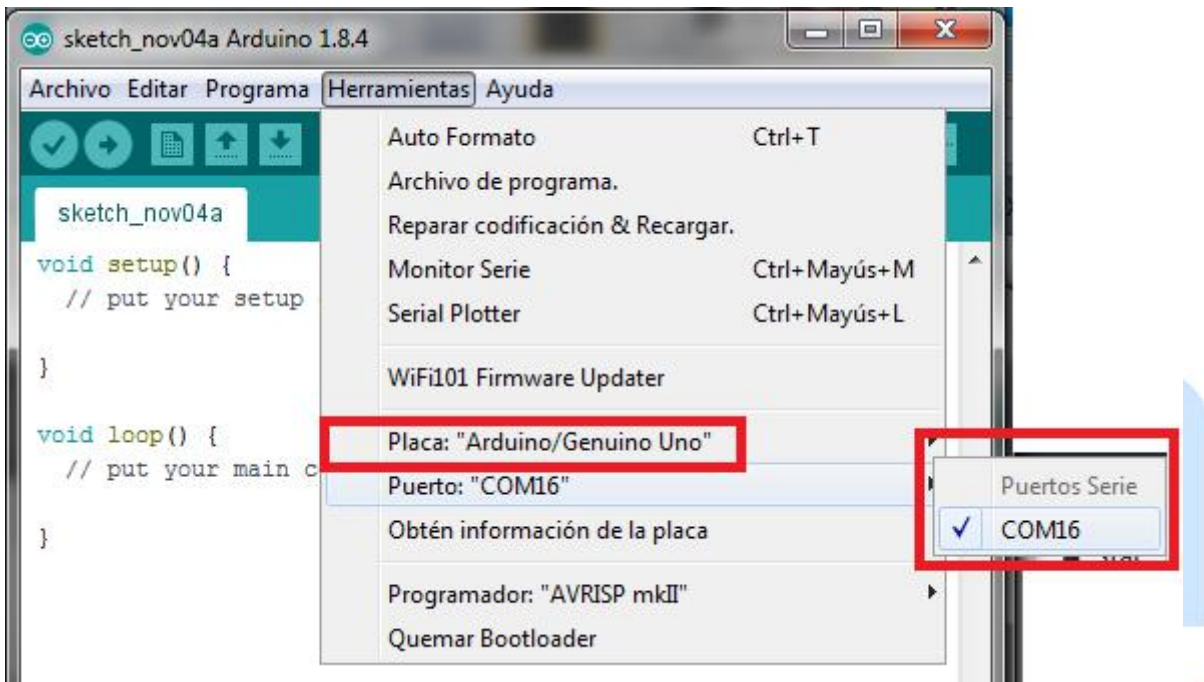 sketch_nov04a Arduino 1.8.4
Archivo Editar Programa Herramientas Ayuda
sketch_nov04a
void setup() {
// put your setup
}
void loop() {
// put your main c
}
Auto Formato Ctrl+T
Archivo de programa.
Reparar codificación & Recargar.
Monitor Serie Ctrl+Mayús+M
Serial Plotter Ctrl+Mayús+L
WiFi101 Firmware Updater
Placa: "Arduino/Genuino Uno"
Puerto: "COM16"
Obtén información de la placa
Programador: "AVRISP mkII"
Quemar Bootloader
Puertos Serie
COM16